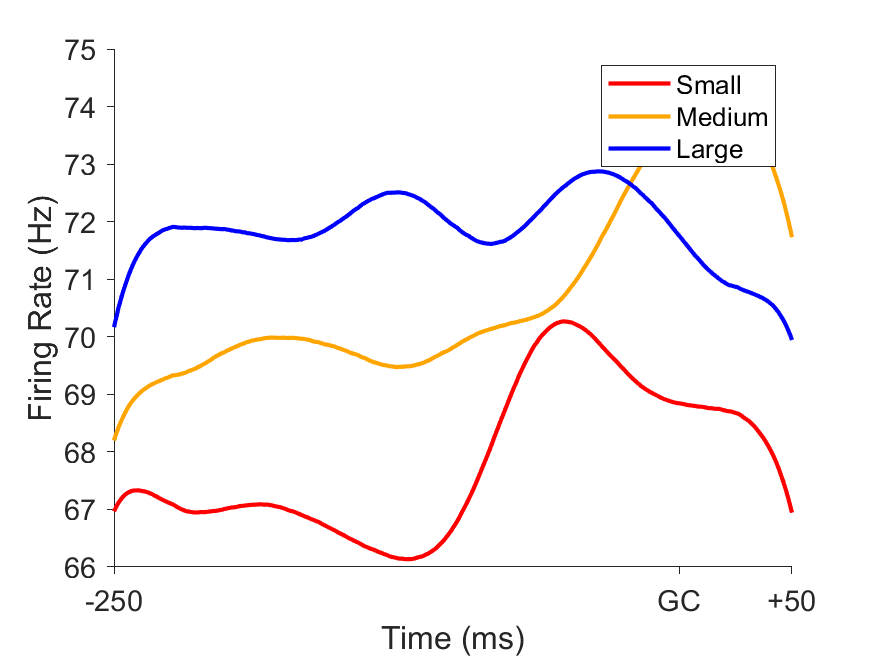 75
74
73
72
71
70
69
68
67
66
Firing Rate (Hz)
Small
Medium
Large
-250
GC
+50
Time (ms)